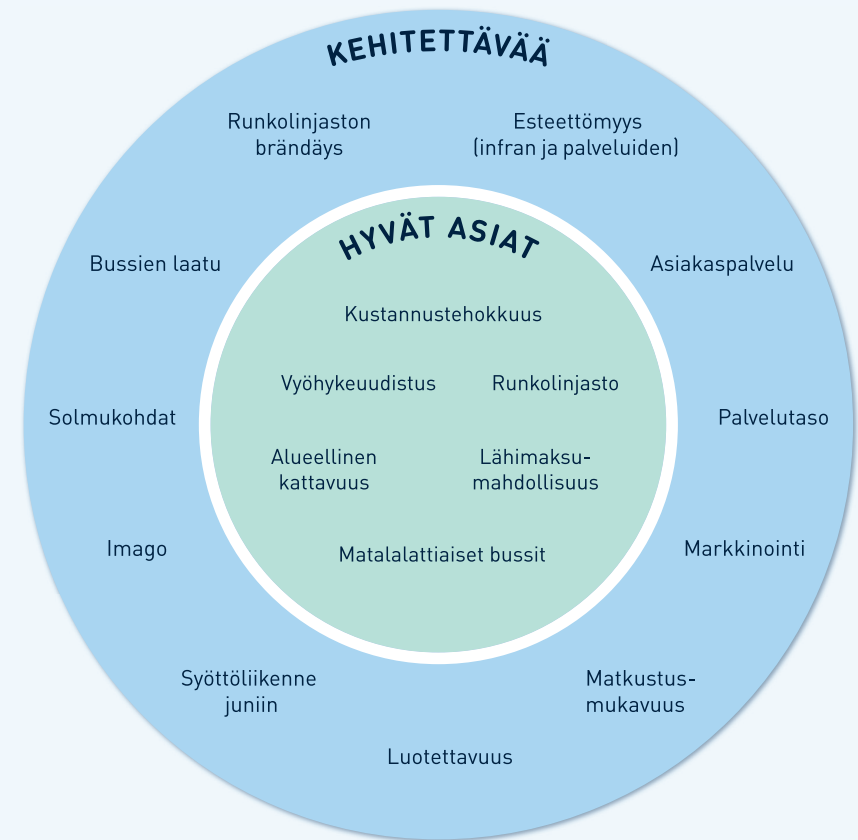 KEHITETTÄVÄÄ
Runkolinjaston
brändäys
Esteettömyys
(infran ja palveluiden)
Bussien laatu
Asiakaspalvelu
Solmukohdat
Palvelutaso
Imago
Markkinointi
Syöttöliikenne
juniin
Matkustus-
mukavuus
Luotettavuus
HYVÄT ASIAT
Kustannustehokkuus
Vyöhykeuudistus
Runkolinjasto
Alueellinen
kattavuus
Lähimaksu-
mahdollisuus
Matalalattiaiset bussit